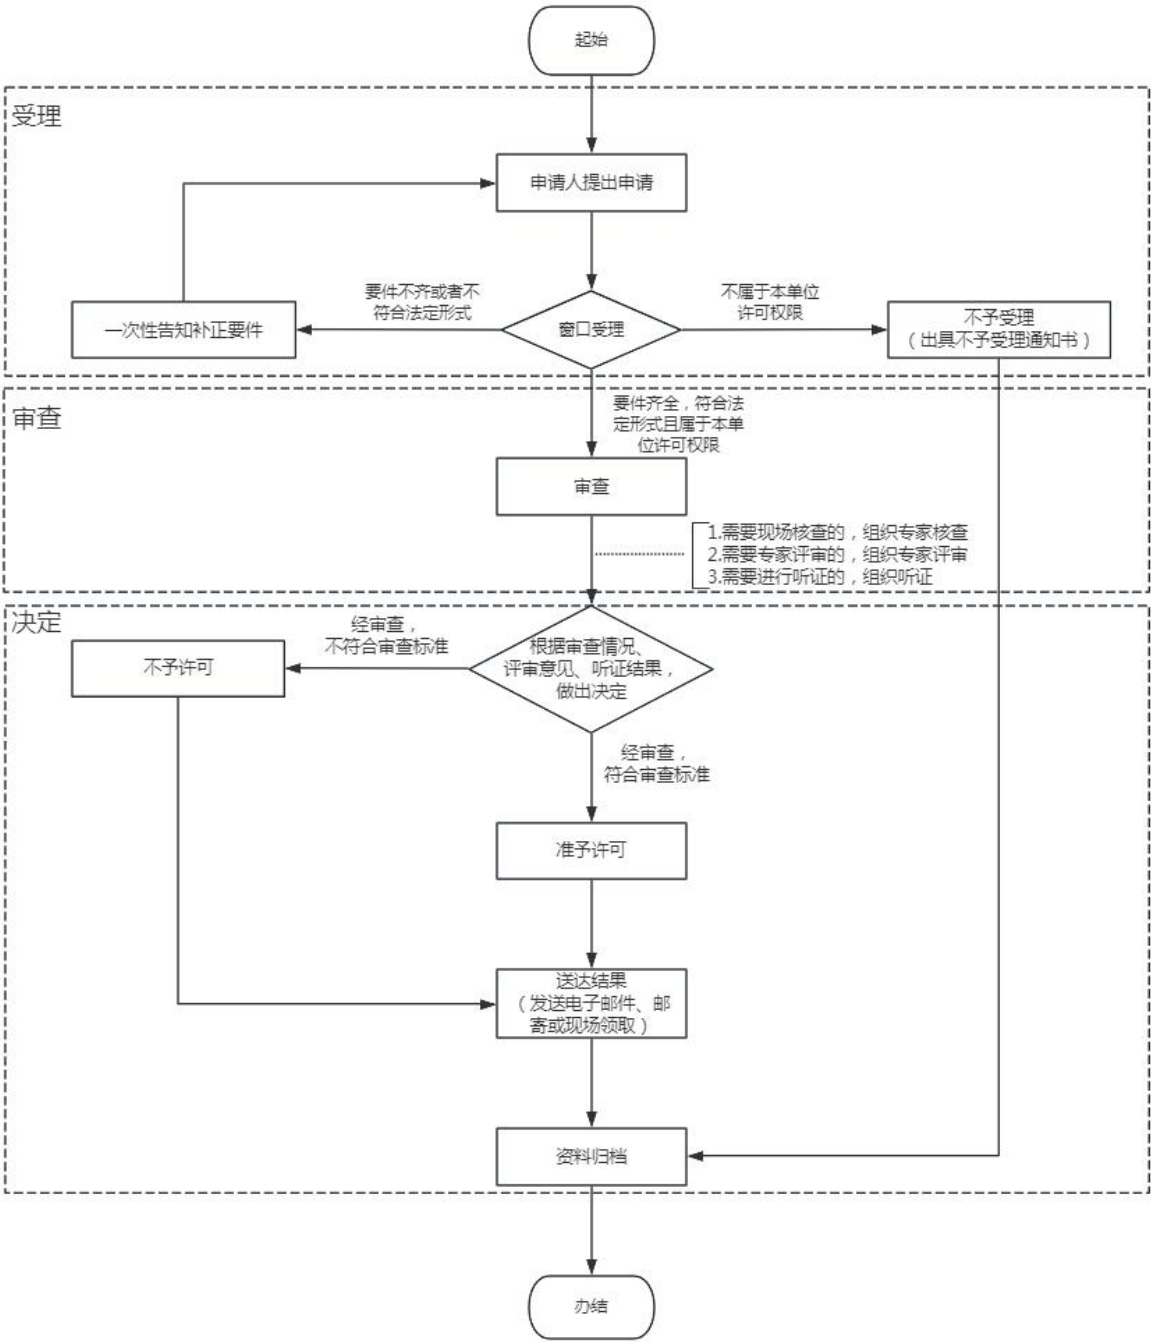 起始
受理
申请人提出申请
要件不齐或者不
符合法定形式
不属于本单位
许可权限
一次性告知补正要件
窗口受理
不予受理
（出具不予受理通知书）
审查
要件齐全，符合法
定形式且属于本单
位许可权限
审查
1.需要现场核查的，组织专家核查
2.需要专家评审的，组织专家评审
3.需要进行听证的，组织听证
决定
经审查，
不符合审查标准
不予许可
根据审查情况、
评审意见、听证结果，
做出决定
经审查，
符合审查标准
准予许可
送达结果
（发送电子邮件、邮
寄或现场领取）
资料归档
办结